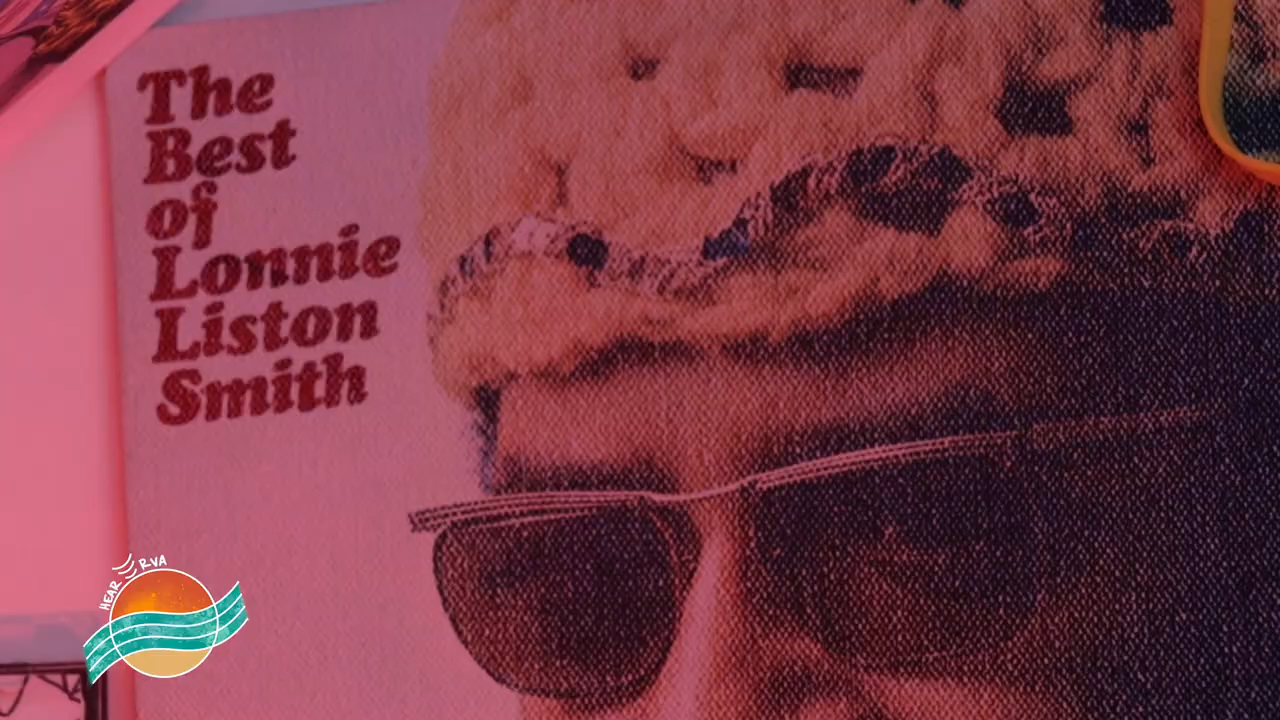 The
Best
of
Lonnie
Liston
Smith
HEAR RVA